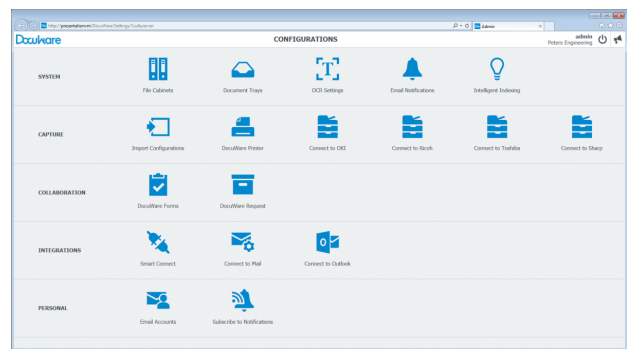 http://presentationvm/DocuWare/Settings/?culture=en
Admin
DocuWare
CONFIGURATIONS
admin
Peters Engineering
SYSTEM
File Cabinets
Document Trays
[T]
OCR Settings
Email Notifications
Intelligent Indexing
CAPTURE
Import Configurations
DocuWare Printer
Connect to OKI
Connect to Ricoh
Connect to Toshiba
Connect to Sharp
COLLABORATION
DocuWare Forms
DocuWare Request
INTEGRATIONS
Smart Connect
Connect to Mail
Connect to Outlook
PERSONAL
Email Accounts
Subscribe to Notifications